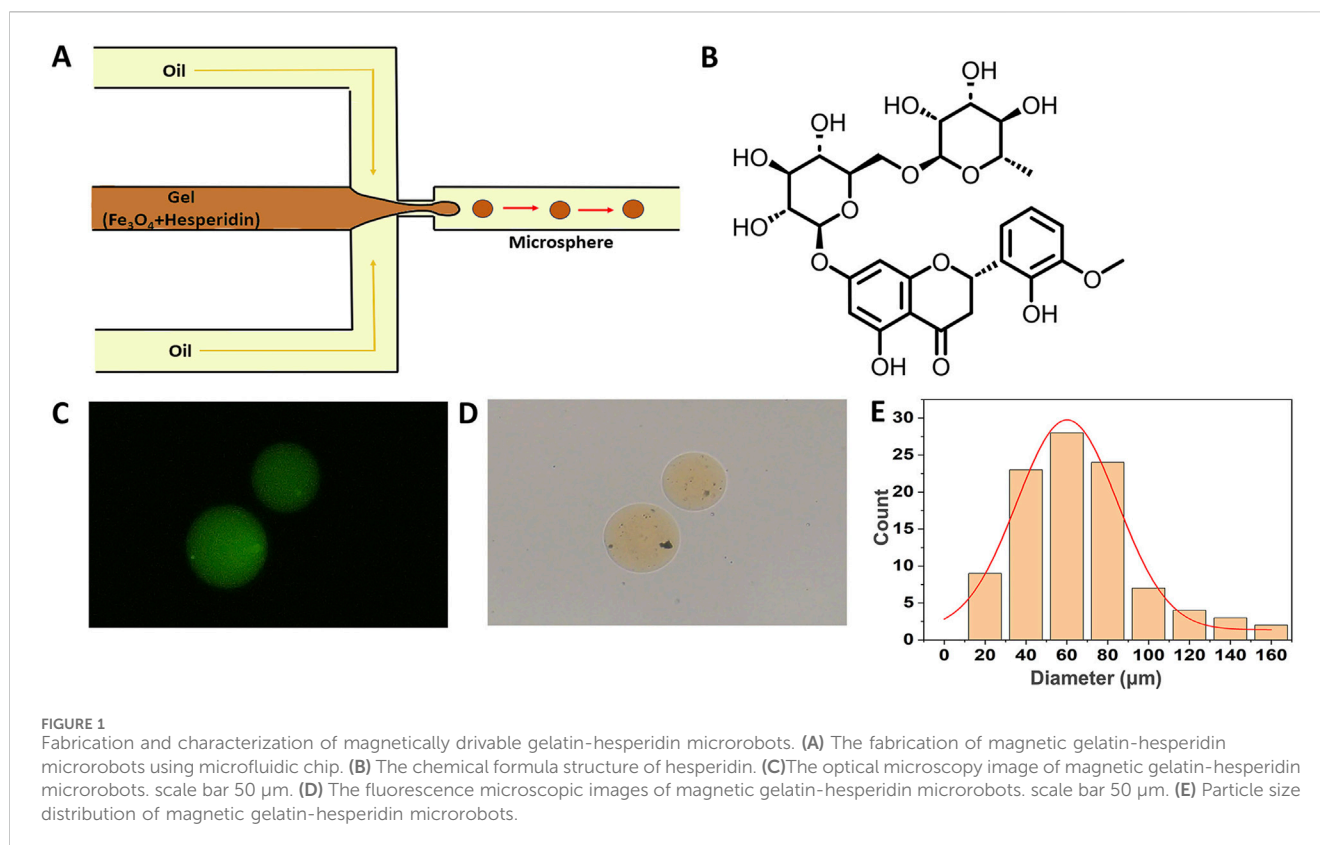 A
Oil
Gel
(Fe₃O₄+Hesperidin)
Microsphere
Oil
B
OH
HO
OH
OH
HO
O
O
HO
O
HO
O
O
O
OH
OH
O
C
D
E
Count
30
25
20
15
10
5
0
0 20 40 60 80 100 120 140 160
Diameter (µm)
FIGURE 1
Fabrication and characterization of magnetically drivable gelatin-hesperidin microrobots. (A) The fabrication of magnetic gelatin-hesperidin
microrobots using microfluidic chip. (B) The chemical formula structure of hesperidin. (C)The optical microscopy image of magnetic gelatin-hesperidin
microrobots. scale bar 50 µm. (D) The fluorescence microscopic images of magnetic gelatin-hesperidin microrobots. scale bar 50 µm. (E) Particle size
distribution of magnetic gelatin-hesperidin microrobots.